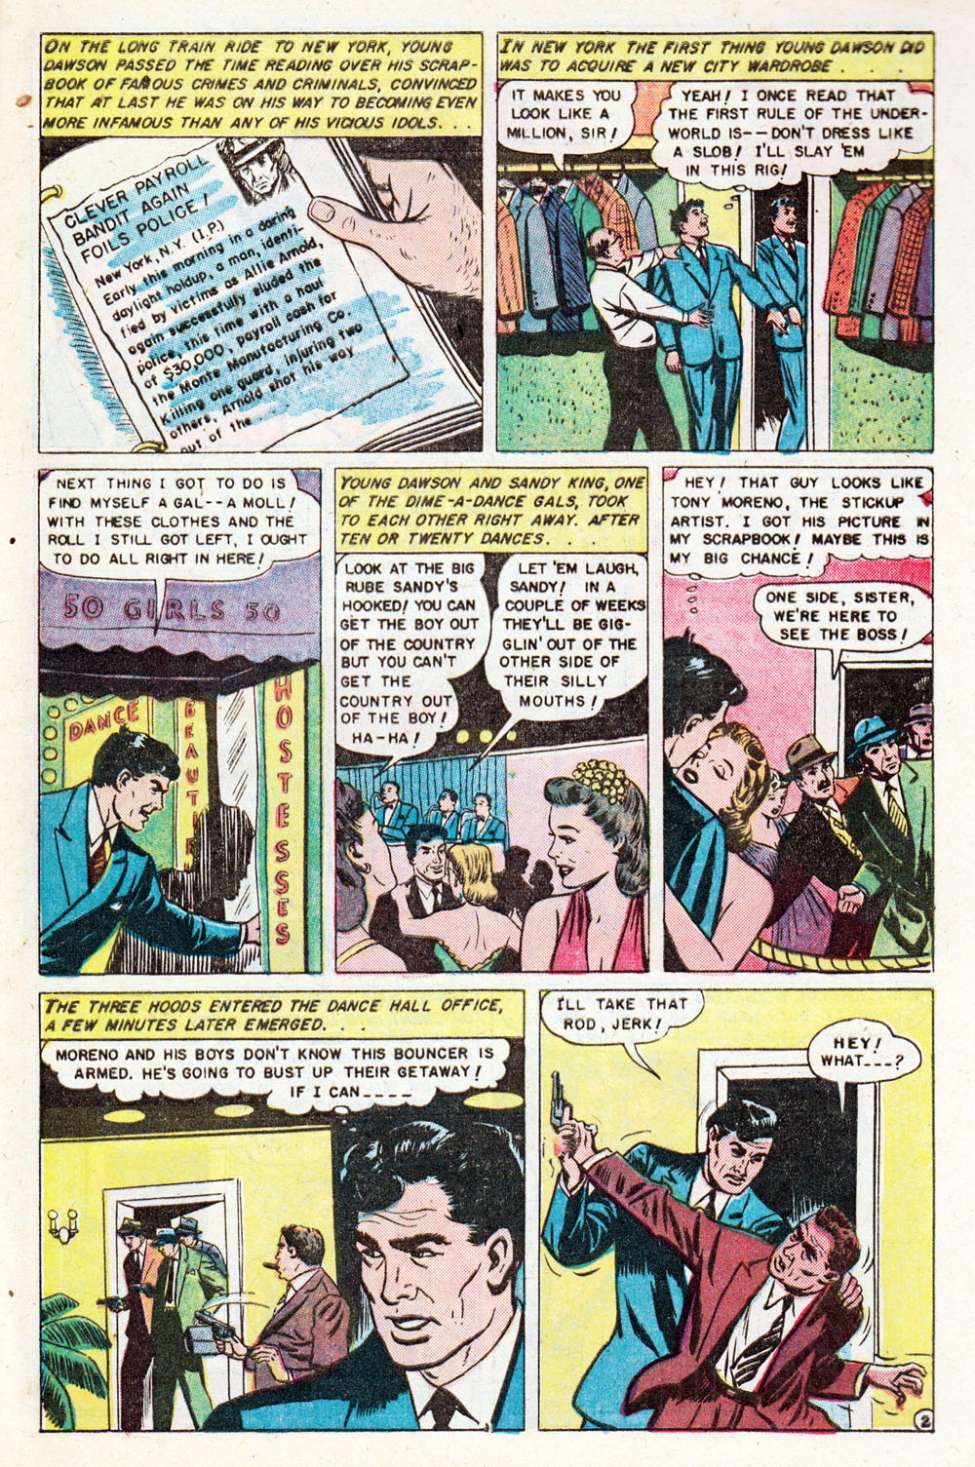 ON THE LONG TRAIN RIDE TO NEW YORK, YOUNG
DAWSON PASSED THE TIME READING OVER HIS SCRAP-
BOOK OF FAMOUS CRIMES AND CRIMINALS, CONVINCED
THAT AT LAST HE WAS ON HIS WAY TO BECOMING EVEN
MORE INFAMOUS THAN ANY OF HIS VICIOUS IDOLS. . .
CLEVER PAYROLL
BANDIT AGAIN
FOILS POLICE!
New York, N.Y. (I.P.)
Early this morning in a daring
daylight holdup, a man, identi-
fied by victims as Allie Arnold,
again successfully eluded the
police, this time with a haul
of $30,000, payroll cash for
the Monte Manufacturing Co.
Killing one guard, injuring two
others, Arnold shot his way
out of the
IN NEW YORK THE FIRST THING YOUNG DAWSON DID
WAS TO ACQUIRE A NEW CITY WARDROBE . . . .
IT MAKES YOU
LOOK LIKE A
MILLION, SIR!
YEAH! I ONCE READ THAT
THE FIRST RULE OF THE UNDER-
WORLD IS--DON'T DRESS LIKE
A SLOB! I'LL SLAY 'EM
IN THIS RIG!
NEXT THING I GOT TO DO IS
FIND MYSELF A GAL--A MOLL!
WITH THESE CLOTHES AND THE
ROLL I STILL GOT LEFT, I OUGHT
TO DO ALL RIGHT IN HERE!
50 GIRLS 50
DANCE
BEAUTIF
HOSTESSES
YOUNG DAWSON AND SANDY KING, ONE
OF THE DIME-A-DANCE GALS, TOOK
TO EACH OTHER RIGHT AWAY. AFTER
TEN OR TWENTY DANCES. . . .
LOOK AT THE BIG
RUBE SANDY'S
HOOKED! YOU CAN
GET THE BOY OUT
OF THE COUNTRY
BUT YOU CAN'T
GET THE
COUNTRY OUT
OF THE BOY!
HA-HA!
LET 'EM LAUGH,
SANDY! IN A
COUPLE OF WEEKS
THEY'LL BE GIG-
GLIN' OUT OF THE
OTHER SIDE OF
THEIR SILLY
MOUTHS!
HEY! THAT GUY LOOKS LIKE
TONY MORENO, THE STICKUP
ARTIST. I GOT HIS PICTURE IN
MY SCRAPBOOK! MAYBE THIS IS
MY BIG CHANCE!
ONE SIDE, SISTER,
WE'RE HERE TO
SEE THE BOSS!
THE THREE HOODS ENTERED THE DANCE HALL OFFICE,
A FEW MINUTES LATER EMERGED. . .
MORENO AND HIS BOYS DON'T KNOW THIS BOUNCER IS
ARMED. HE'S GOING TO BUST UP THEIR GETAWAY!
IF I CAN----
I'LL TAKE THAT
ROD, JERK!
HEY!
WHAT---?
2